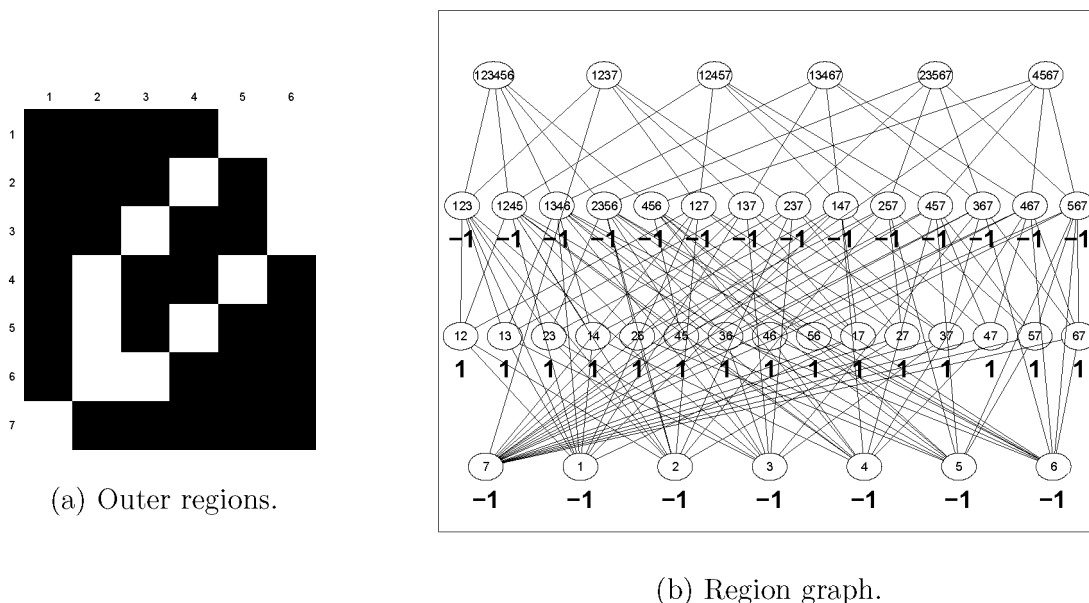 1 2 3 4 5 6
1
2
3
4
5
6
7
(a) Outer regions.
123456 1237 12457 13467 23567 4567
123 1245 1346 2356 456 127 137 237 147 257 457 367 467 567
−1 −1 −1 −1 −1 −1 −1 −1 −1 −1 −1 −1 −1 −1
12 13 23 14 25 45 36 46 56 17 27 37 47 57 67
1 1 1 1 1 1 1 1 1 1 1 1 1 1 1
7 1 2 3 4 5 6
−1 −1 −1 −1 −1 −1 −1
(b) Region graph.